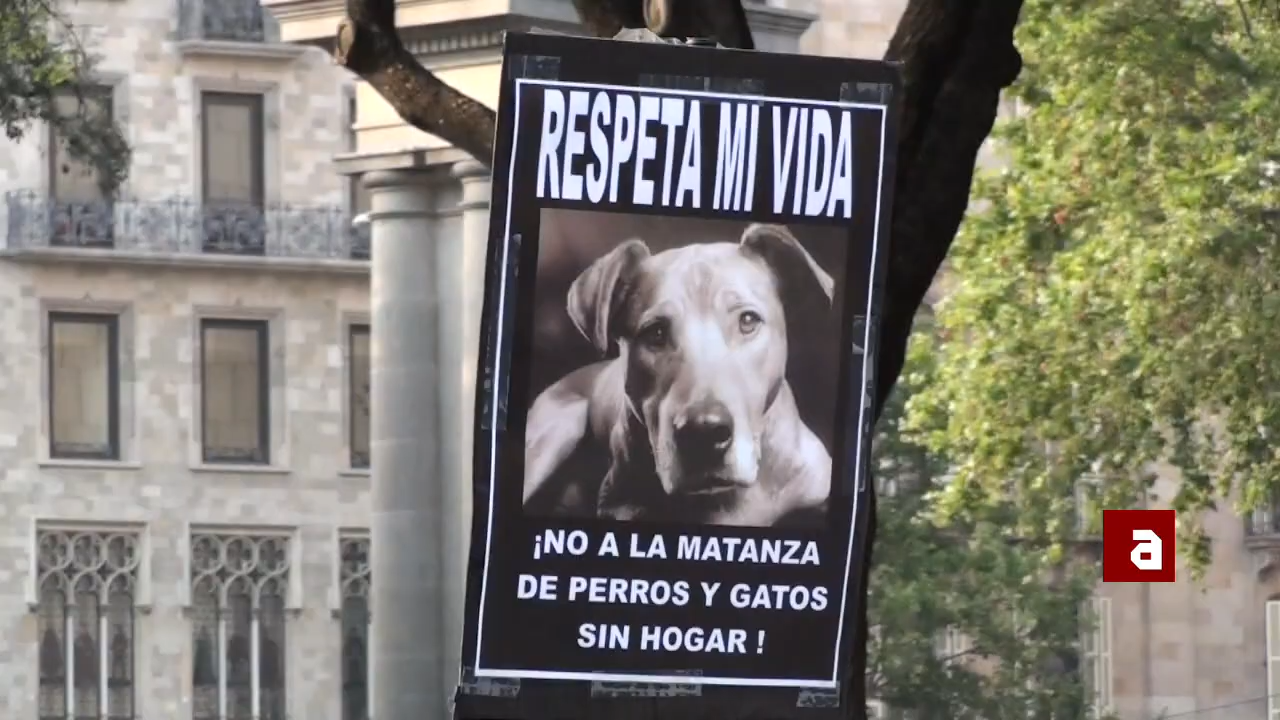 RESPETA MI VIDA
¡NO A LA MATANZA
DE PERROS Y GATOS
SIN HOGAR !
a